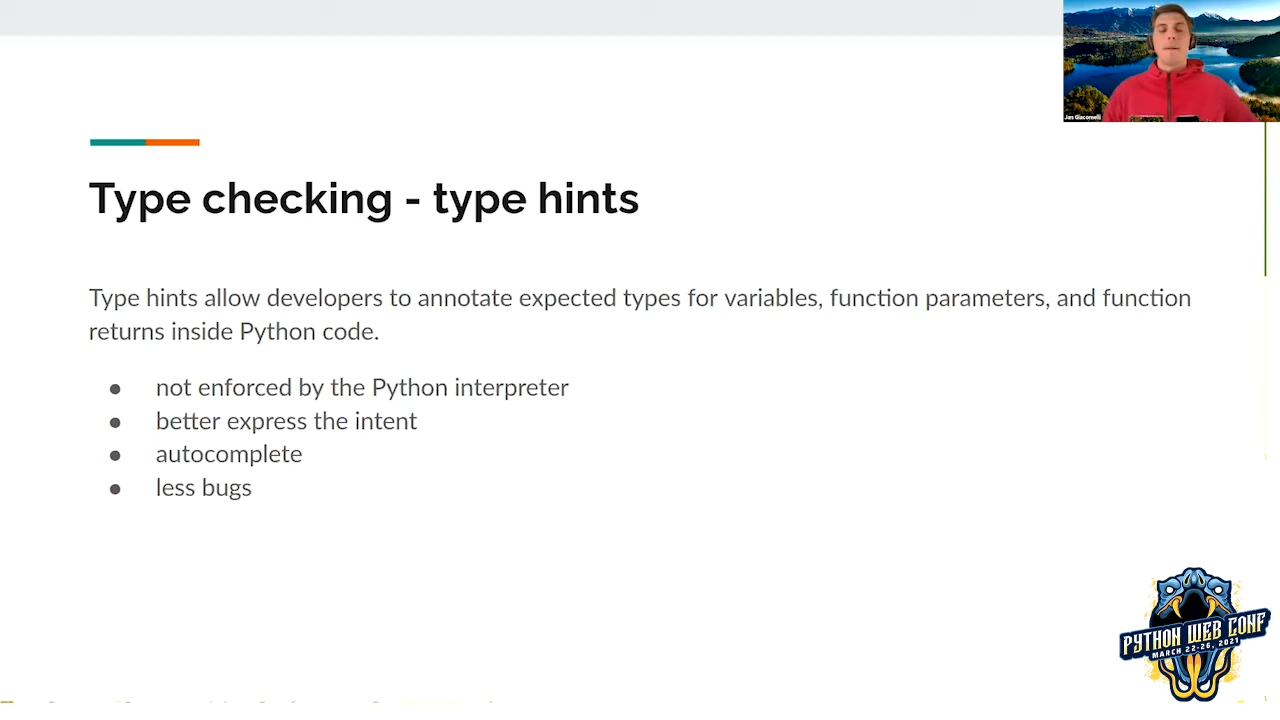 Jan Giacomelli
Type checking - type hints
Type hints allow developers to annotate expected types for variables, function parameters, and function
returns inside Python code.
● not enforced by the Python interpreter
● better express the intent
● autocomplete
● less bugs
PYTHON WEB CONF
MARCH 22-26, 2021